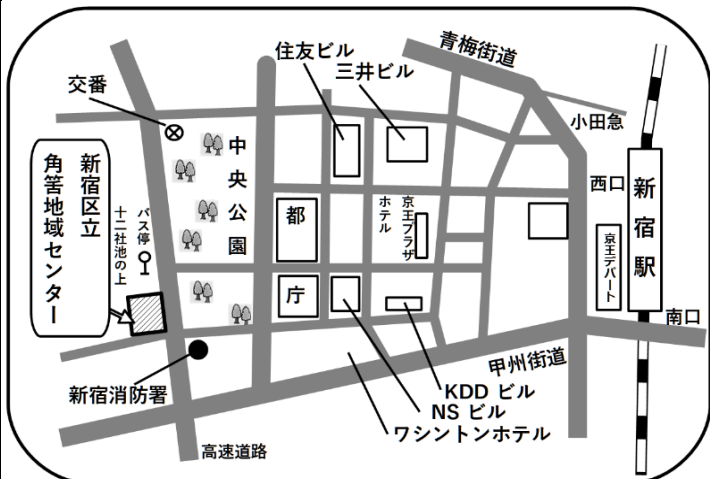 青梅街道
住友ビル
三井ビル
交番
小田急
中央公園
新宿区立
角筈地域センター
バス停
十二社池の上
都
庁
京王プラザ
ホテル
西口
新宿駅
京王デパート
南口
甲州街道
新宿消防署
KDD ビル
NS ビル
ワシントンホテル
高速道路